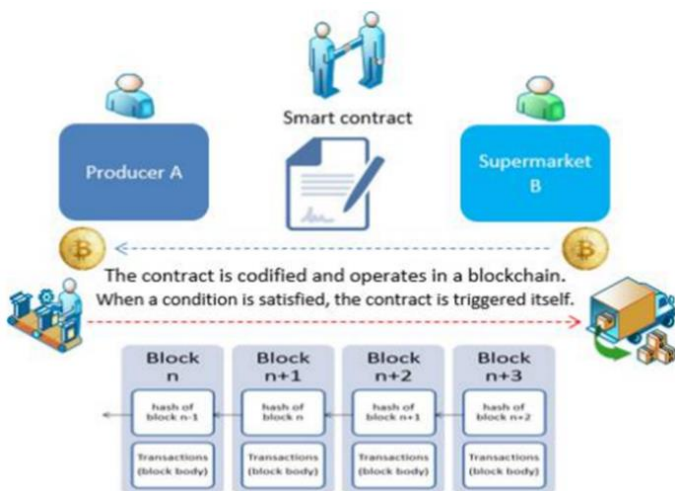 Smart contract
Producer A
Supermarket
B
The contract is codified and operates in a blockchain.
When a condition is satisfied, the contract is triggered itself.
Block
n
hash of
block n-1
Transactions
(block body)
Block
n+1
hash of
block n
Transactions
(block body)
Block
n+2
hash of
block n+1
Transactions
(block body)
Block
n+3
hash of
block n+2
Transactions
(block body)